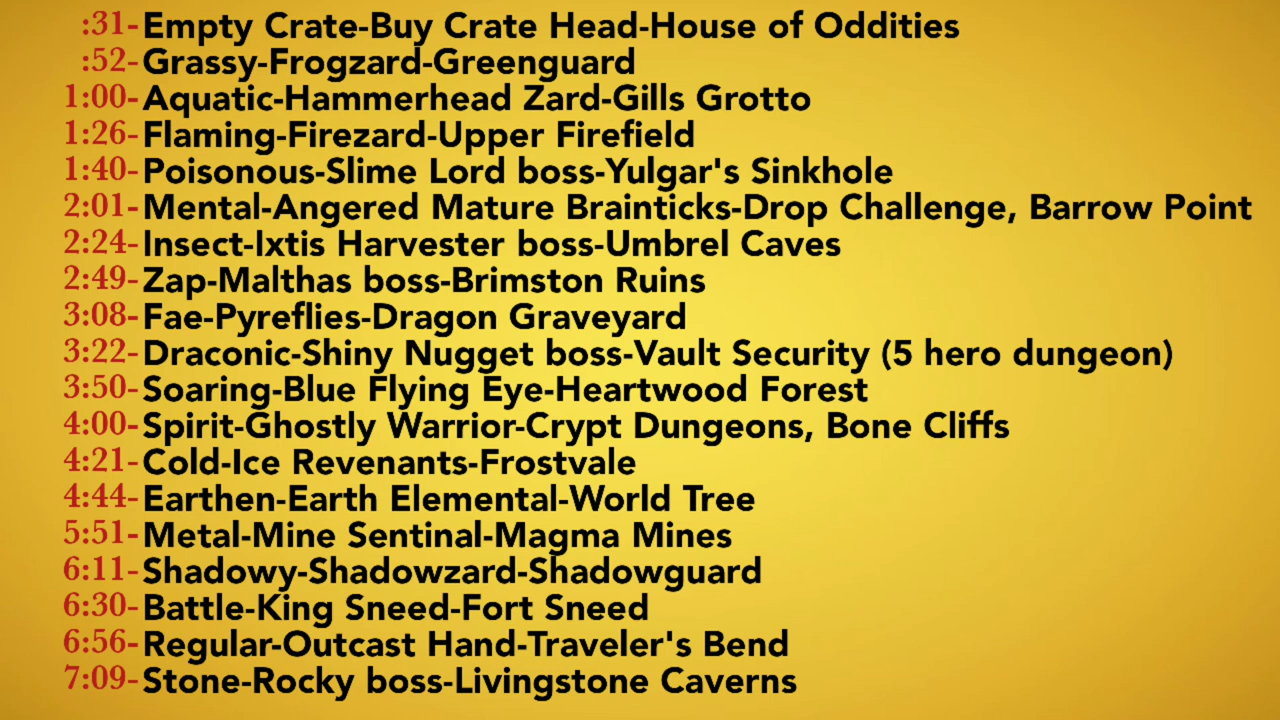 :31-Empty Crate-Buy Crate Head-House of Oddities
:52-Grassy-Frogzard-Greenguard
1:00-Aquatic-Hammerhead Zard-Gills Grotto
1:26-Flaming-Firezard-Upper Firefield
1:40-Poisonous-Slime Lord boss-Yulgar's Sinkhole
2:01-Mental-Angered Mature Brainticks-Drop Challenge, Barrow Point
2:24-Insect-Ixtis Harvester boss-Umbrel Caves
2:49-Zap-Malthas boss-Brimston Ruins
3:08-Fae-Pyreflies-Dragon Graveyard
3:22-Draconic-Shiny Nugget boss-Vault Security (5 hero dungeon)
3:50-Soaring-Blue Flying Eye-Heartwood Forest
4:00-Spirit-Ghostly Warrior-Crypt Dungeons, Bone Cliffs
4:21-Cold-Ice Revenants-Frostvale
4:44-Earthen-Earth Elemental-World Tree
5:51-Metal-Mine Sentinal-Magma Mines
6:11-Shadowy-Shadowzard-Shadowguard
6:30-Battle-King Sneed-Fort Sneed
6:56-Regular-Outcast Hand-Traveler's Bend
7:09-Stone-Rocky boss-Livingstone Caverns